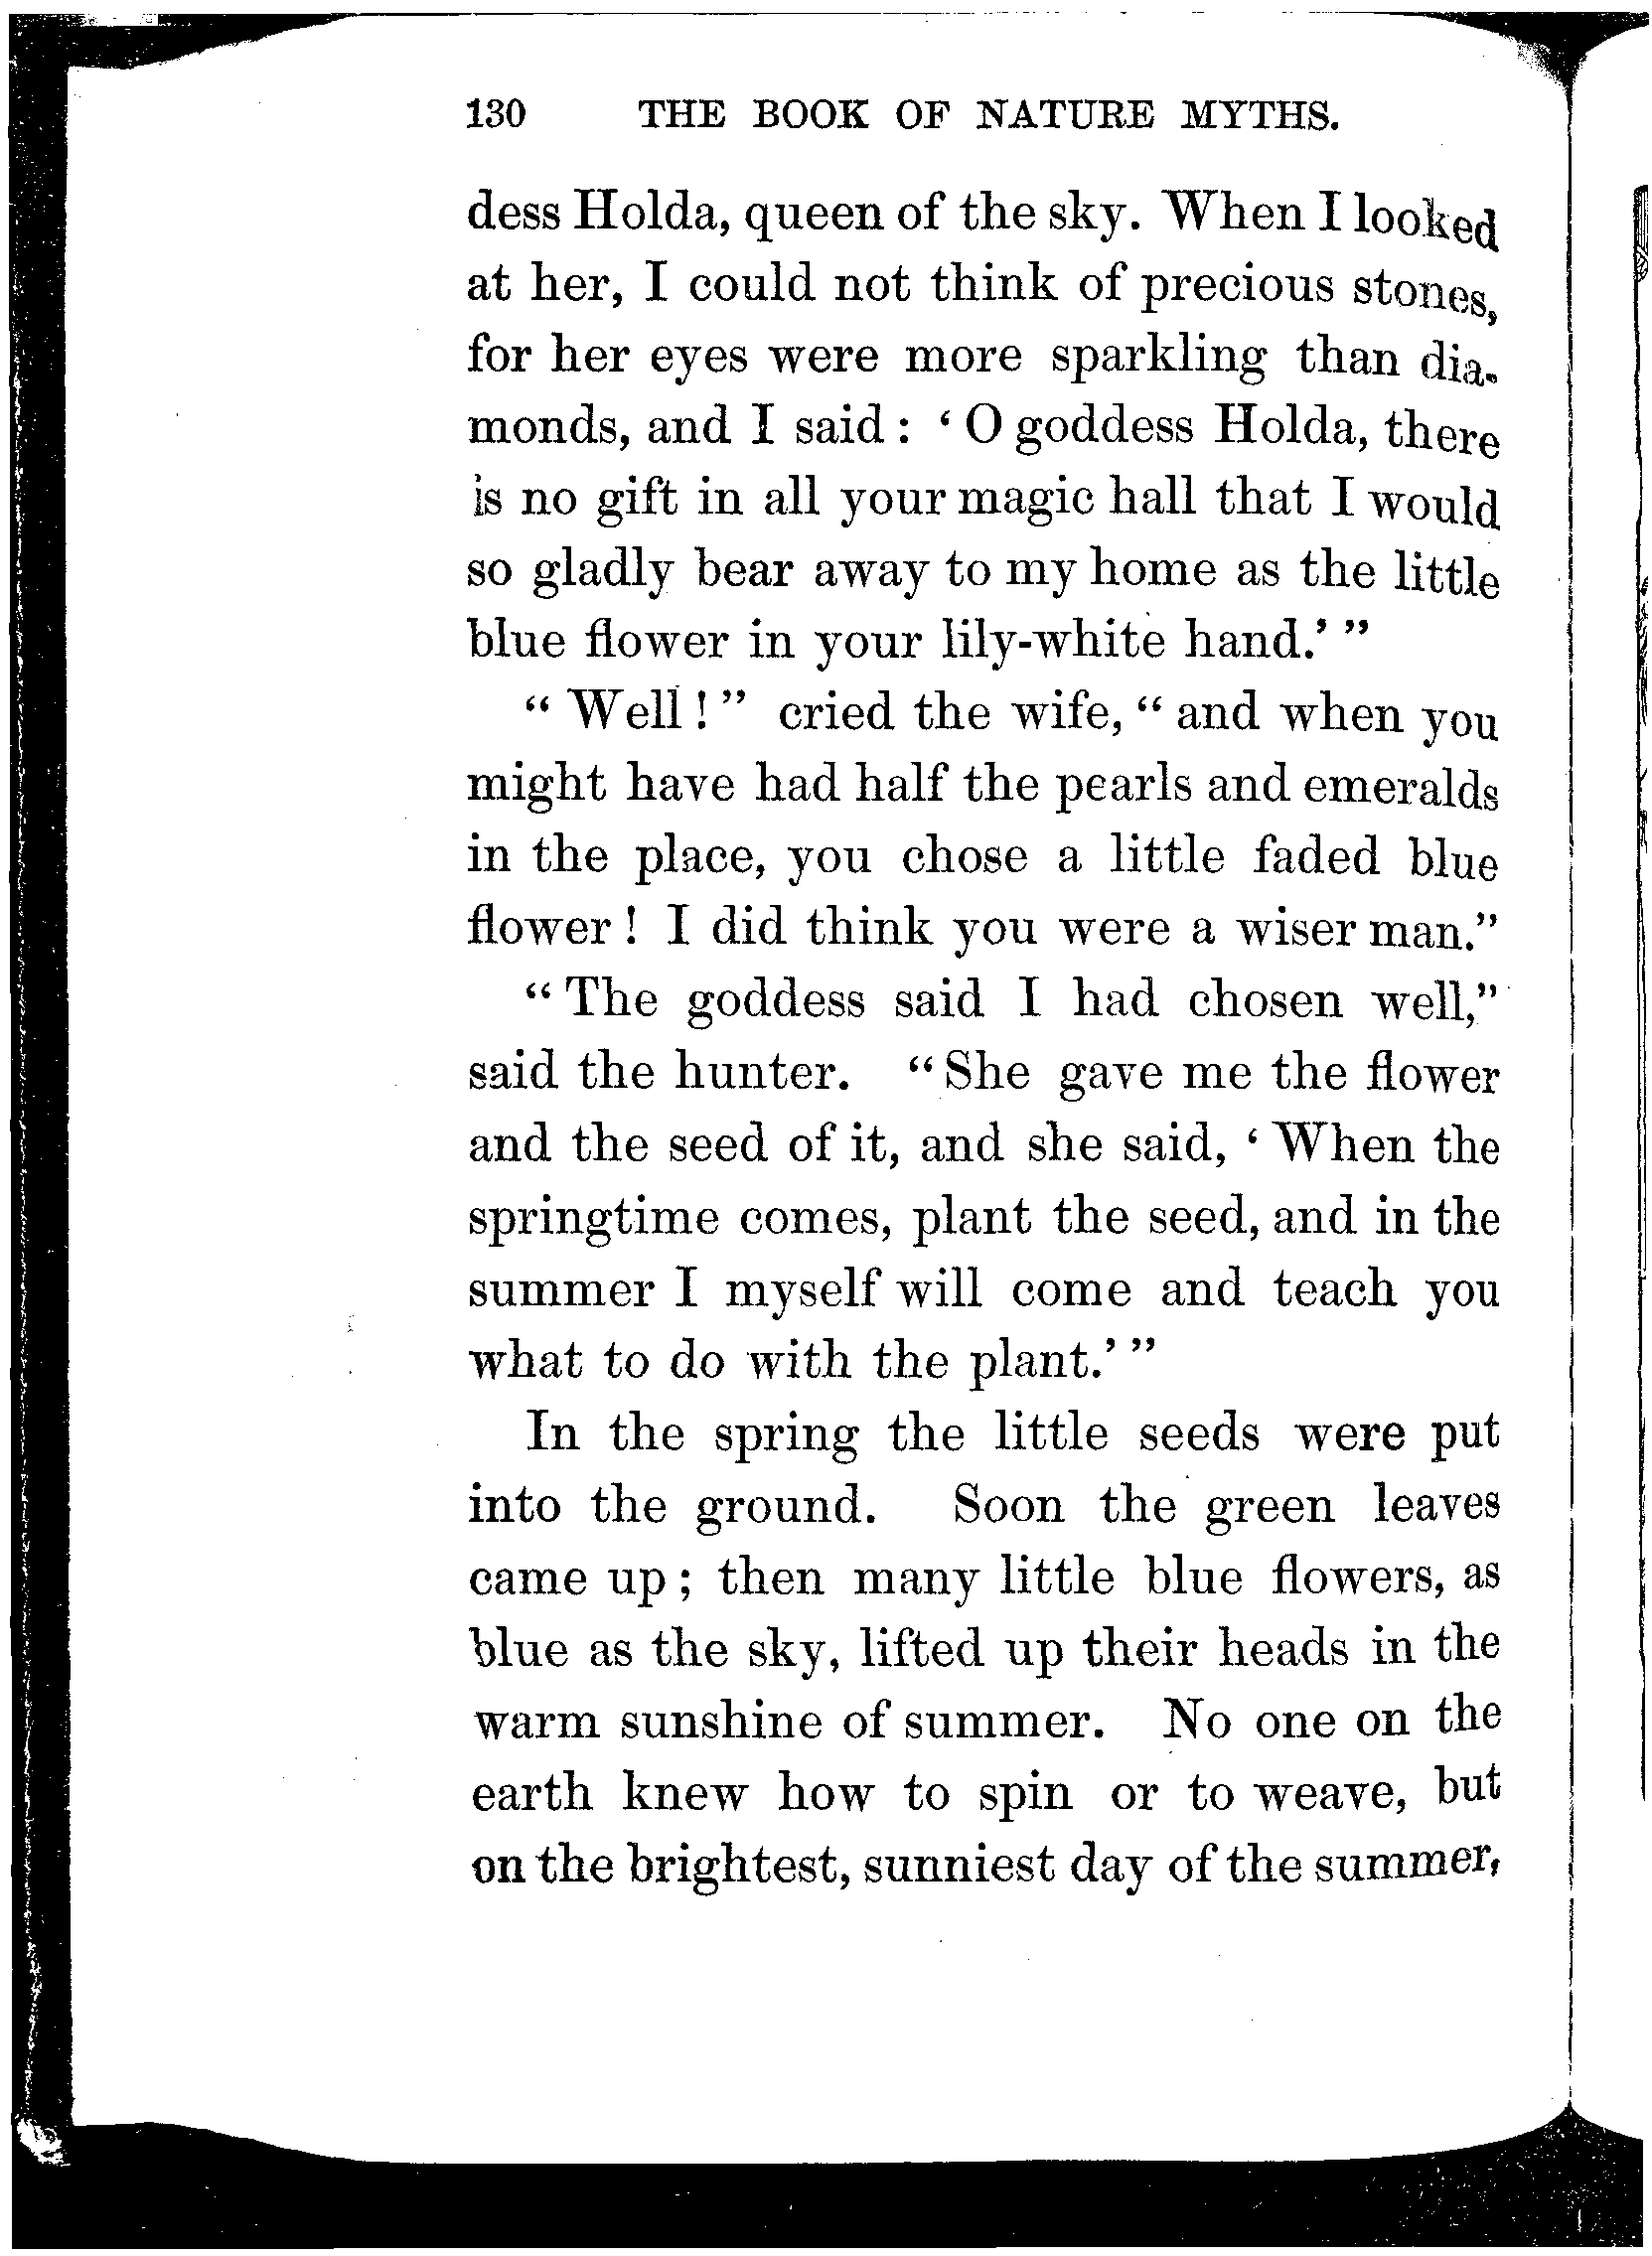 130 THE BOOK OF NATURE MYTHS.
dess Holda, queen of the sky. When I looked
at her, I could not think of precious stones,
for her eyes were more sparkling than dia-
monds, and I said: ‘O goddess Holda, there
is no gift in all your magic hall that I would
so gladly bear away to my home as the little
blue flower in your lily-white hand.’”
“Well!” cried the wife, “and when you
might have had half the pearls and emeralds
in the place, you chose a little faded blue
flower! I did think you were a wiser man.”
“The goddess said I had chosen well,”
said the hunter. “She gave me the flower
and the seed of it, and she said, ‘When the
springtime comes, plant the seed, and in the
summer I myself will come and teach you
what to do with the plant.’”
In the spring the little seeds were put
into the ground. Soon the green leaves
came up; then many little blue flowers, as
blue as the sky, lifted up their heads in the
warm sunshine of summer. No one on the
earth knew how to spin or to weave, but
on the brightest, sunniest day of the summer,